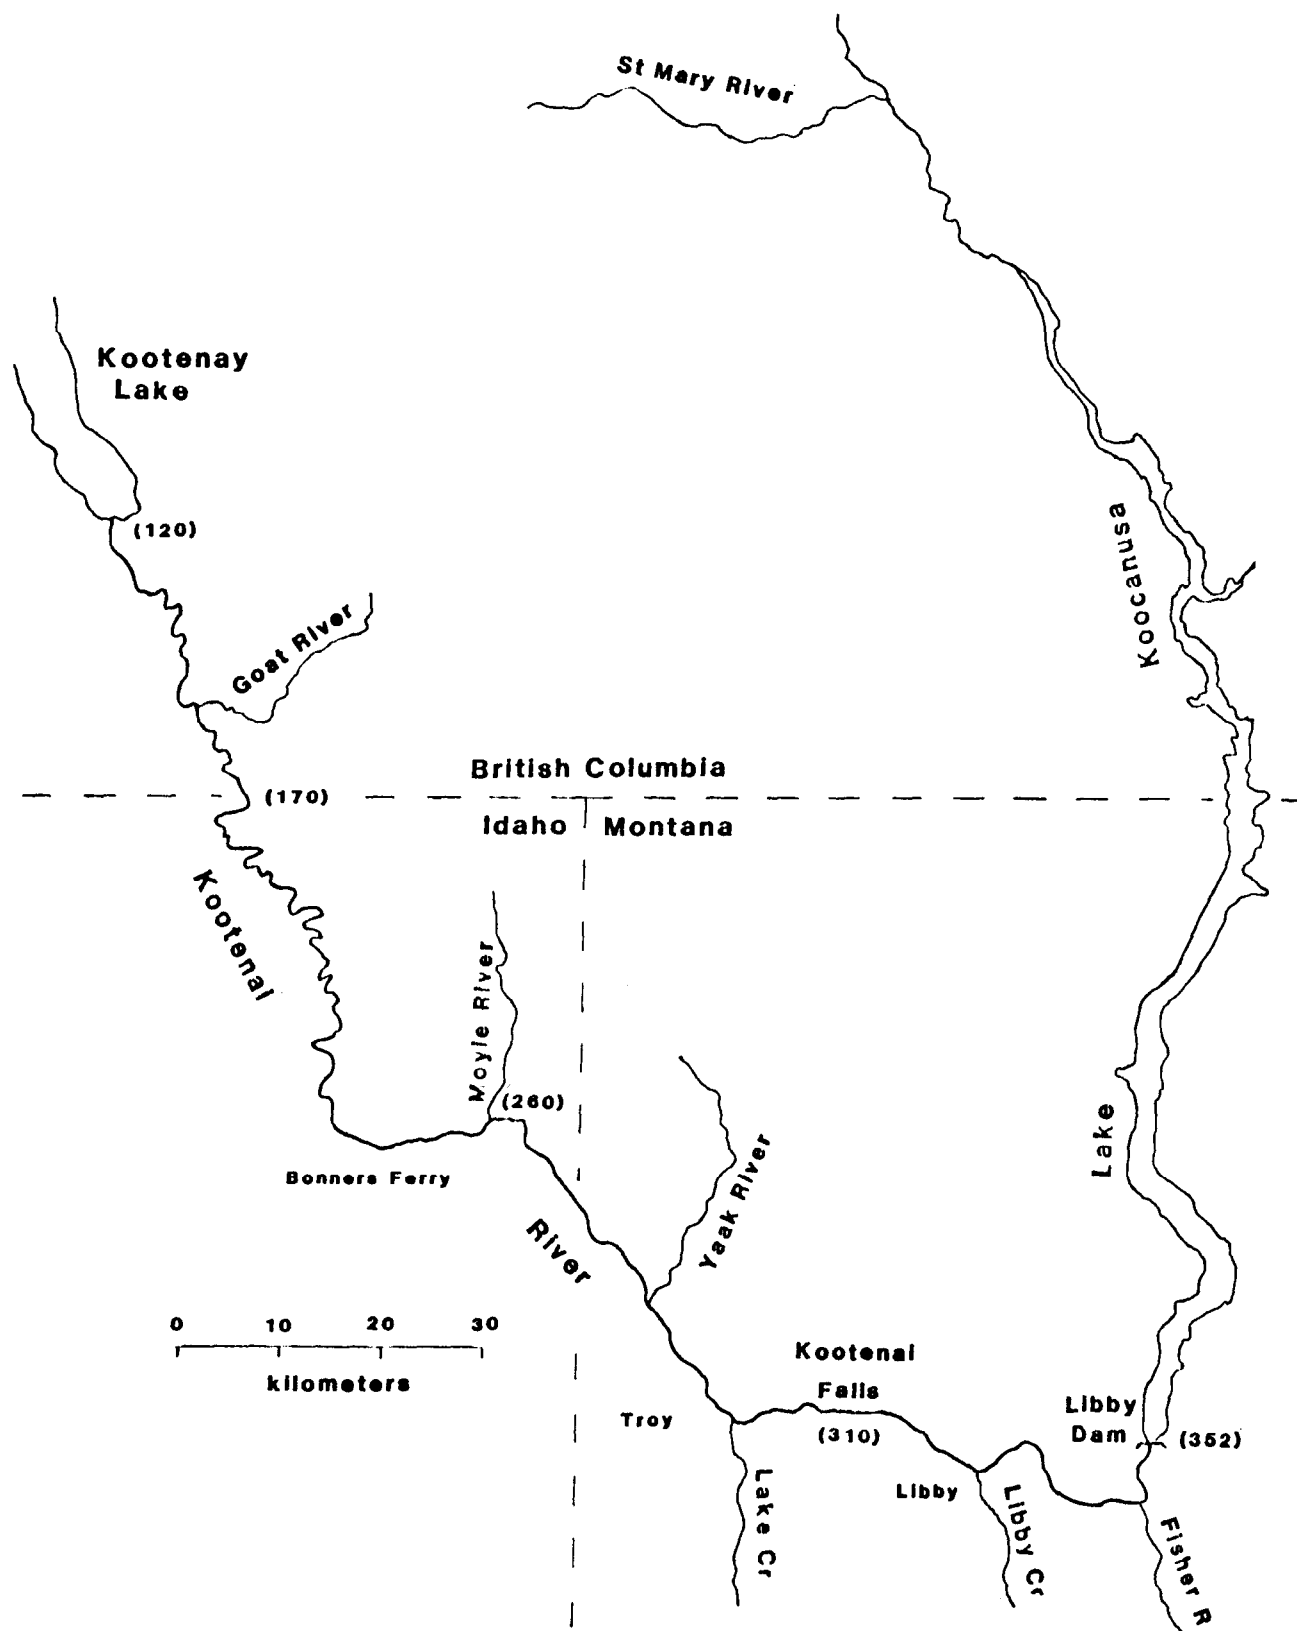 St Mary River
Kootenay
Lake
(120)
Koocanusa
Goat River
British Columbia
(170)
Idaho
Montana
Kootenai
Moyie River
(260)
Lake
Bonners Ferry
Yaak River
River
0 10 20 30
kilometers
Kootenai
Falls
(310)
Troy
Libby
Dam
(352)
Libby
Lake Cr
Libby Cr
Fisher R